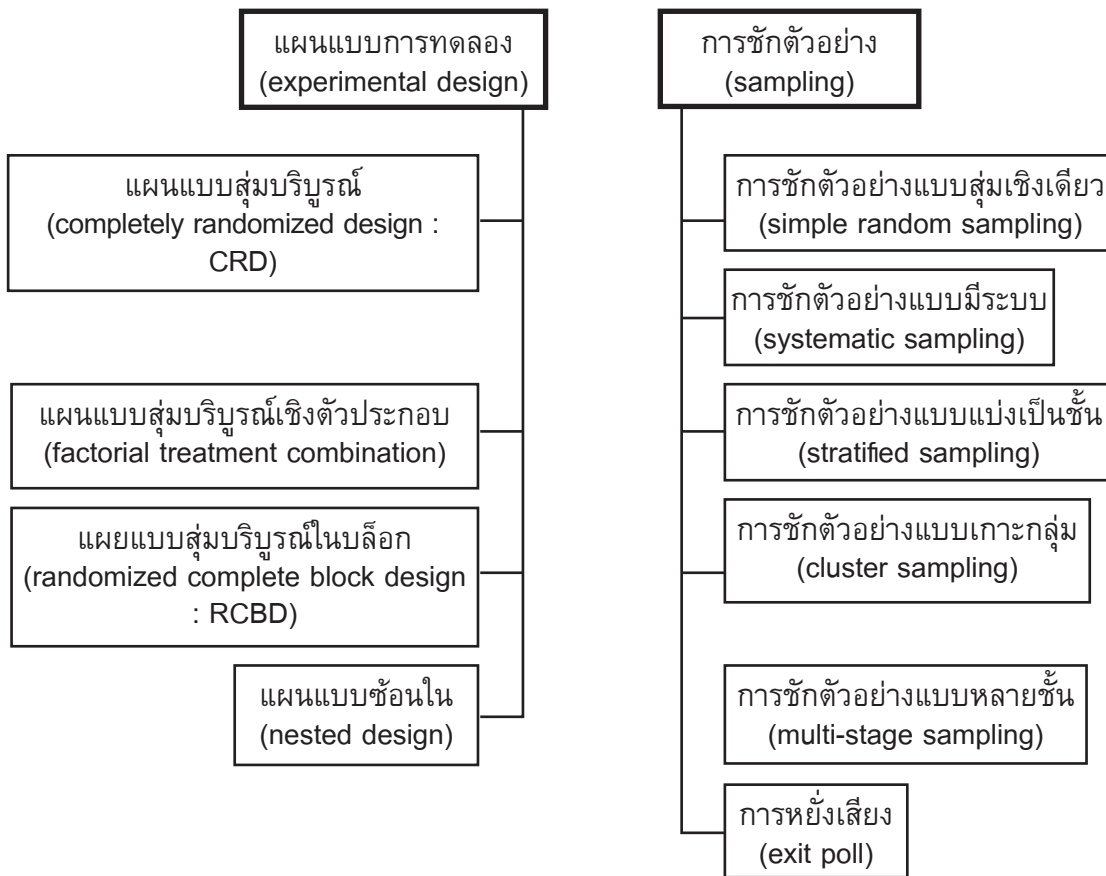 แผนแบบการทดลอง
(experimental design)
แผนแบบสุ่มบริบูรณ์
(completely randomized design :
CRD)
แผนแบบสุ่มบริบูรณ์เชิงตัวประกอบ
(factorial treatment combination)
แผยแบบสุ่มบริบูรณ์ในบล็อก
(randomized complete block design
: RCBD)
แผนแบบซ้อนใน
(nested design)
การชักตัวอย่าง
(sampling)
การชักตัวอย่างแบบสุ่มเชิงเดียว
(simple random sampling)
การชักตัวอย่างแบบมีระบบ
(systematic sampling)
การชักตัวอย่างแบบแบ่งเป็นชั้น
(stratified sampling)
การชักตัวอย่างแบบเกาะกลุ่ม
(cluster sampling)
การชักตัวอย่างแบบหลายชั้น
(multi-stage sampling)
การหยั่งเสียง
(exit poll)